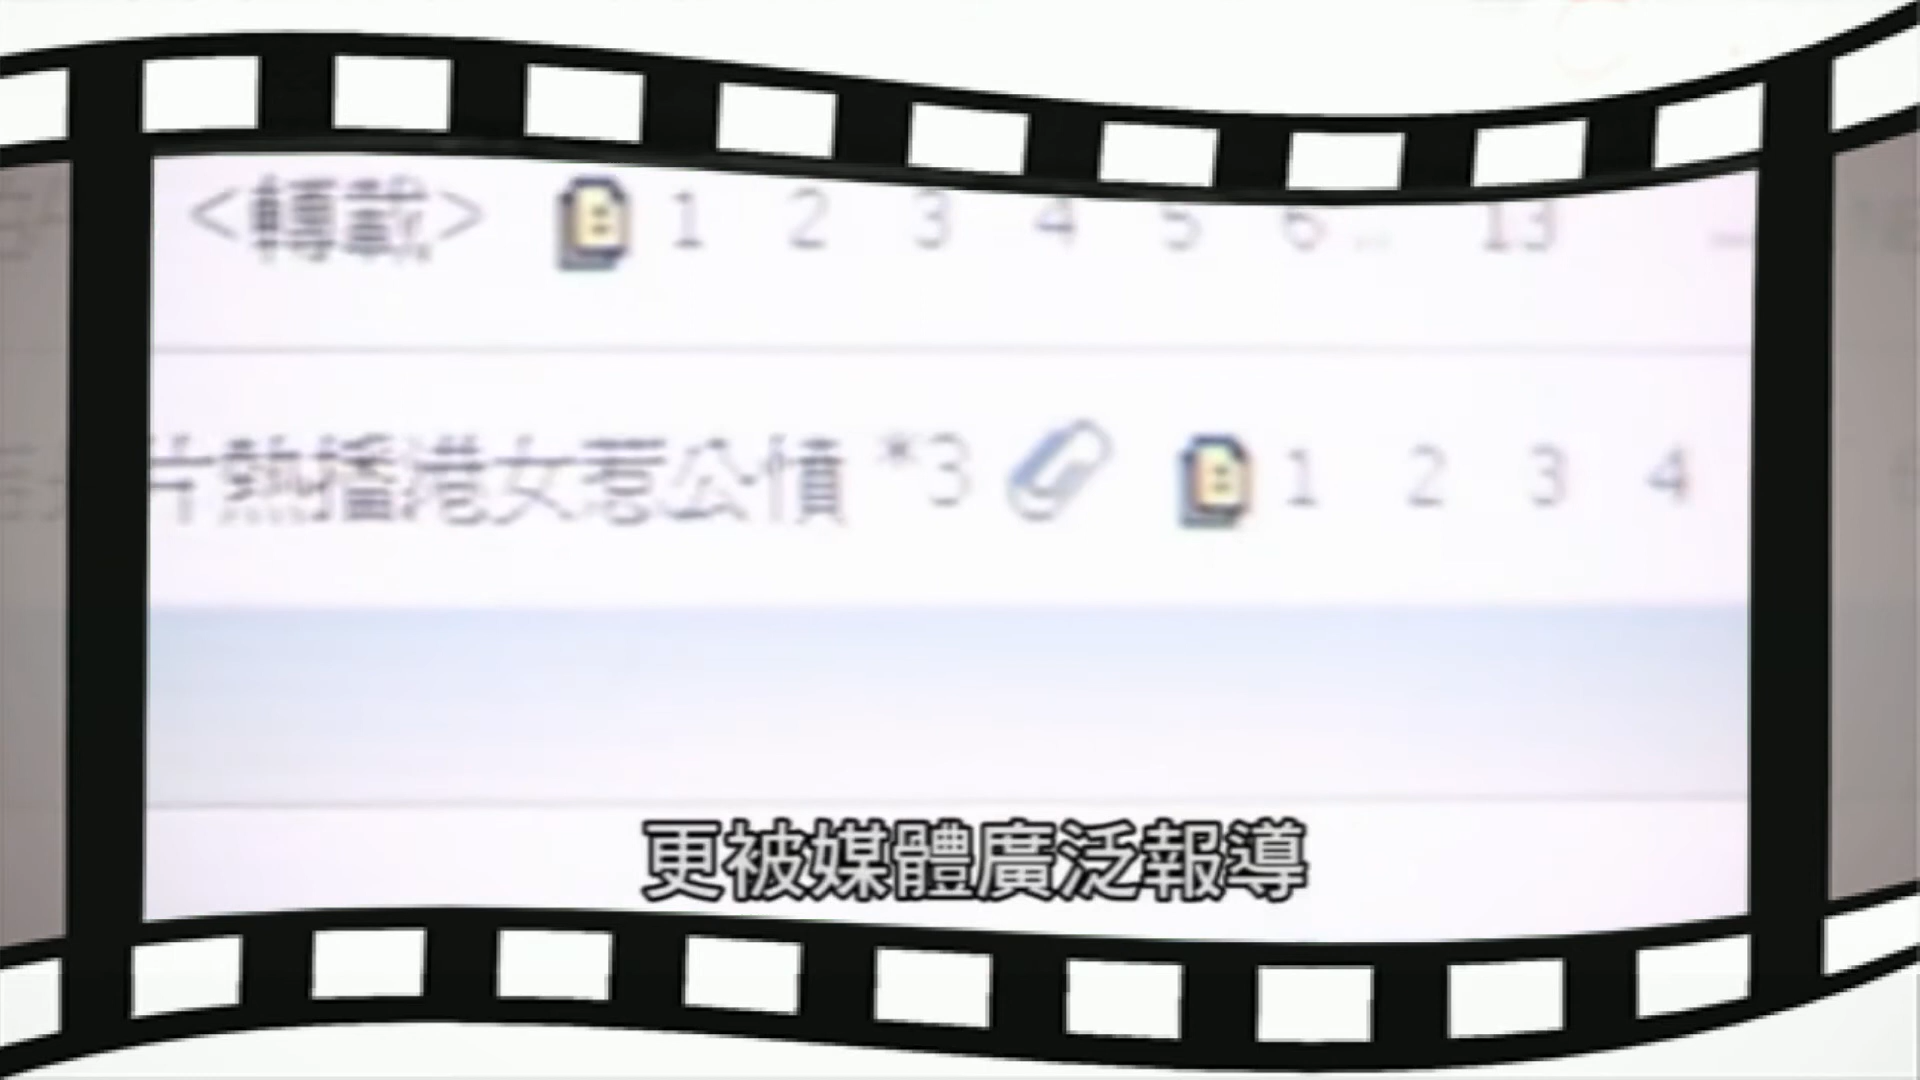 <轉載> 1 2 3 4 5 6 ... 13
片熱播港女惹公憤 *3 1 2 3 4
更被媒體廣泛報導